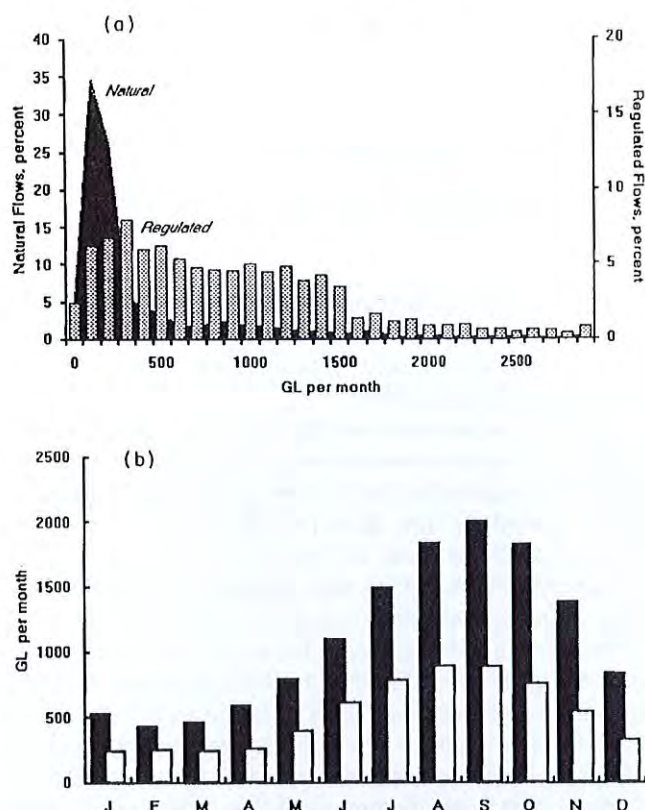 (a)
40
35
30
25
20
15
10
5
0
Natural Flows, percent
Natural
Regulated
20
15
10
5
0
Regulated Flows, percent
0 500 1000 1500 2000 2500
GL per month
(b)
2500
2000
1500
1000
500
0
GL per month
J F M A M J J A S O N D